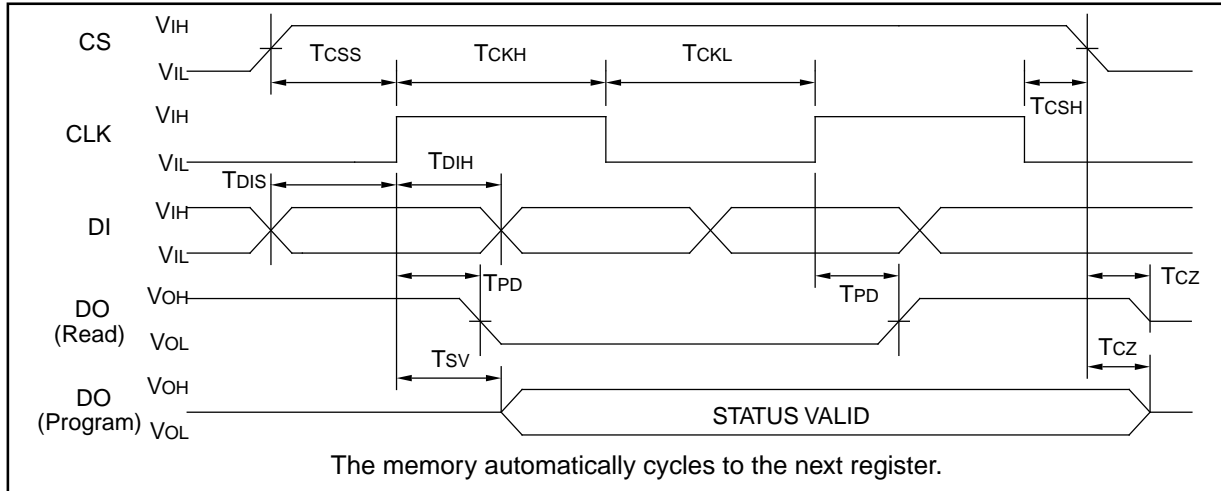 CS
VIH
VIL
TCSS
TCKH
TCKL
TCSH
CLK
VIH
VIL
TDIS
TDIH
DI
VIH
VIL
TPD
TPD
TCZ
DO
(Read)
VOH
VOL
TSV
TCZ
DO
(Program)
VOH
VOL
STATUS VALID
The memory automatically cycles to the next register.